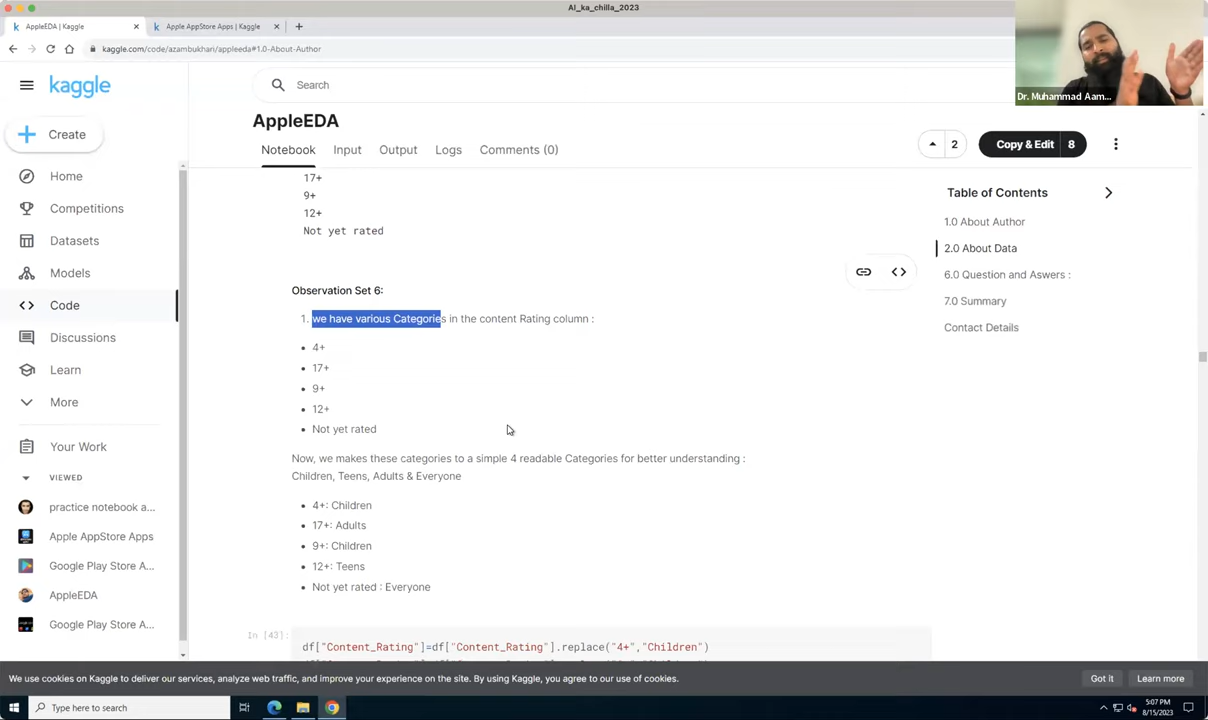 AI_ka_chilla_2023
AppleEDA | Kaggle
Apple AppStore Apps | Kaggle
kaggle.com/code/azambukhari/appleeda#1.0-About-Author
Dr. Muhammad Aam...
kaggle
Search
Create
Home
Competitions
Datasets
Models
Code
Discussions
Learn
More
Your Work
VIEWED
practice notebook a...
Apple AppStore Apps
Google Play Store A...
AppleEDA
Google Play Store A...
AppleEDA
2
Copy & Edit 8
Notebook Input Output Logs Comments (0)
17+
9+
12+
Not yet rated
Observation Set 6:
1. we have various Categories in the content Rating column :
• 4+
• 17+
• 9+
• 12+
• Not yet rated
Now, we makes these categories to a simple 4 readable Categories for better understanding :
Children, Teens, Adults & Everyone
• 4+: Children
• 17+: Adults
• 9+: Children
• 12+: Teens
• Not yet rated : Everyone
In [43]:
df["Content_Rating"]=df["Content_Rating"].replace("4+","Children")
Table of Contents
1.0 About Author
2.0 About Data
6.0 Question and Aswers :
7.0 Summary
Contact Details
We use cookies on Kaggle to deliver our services, analyze web traffic, and improve your experience on the site. By using Kaggle, you agree to our use of cookies.
Got it
Learn more
Type here to search
5:07 PM
8/15/2023